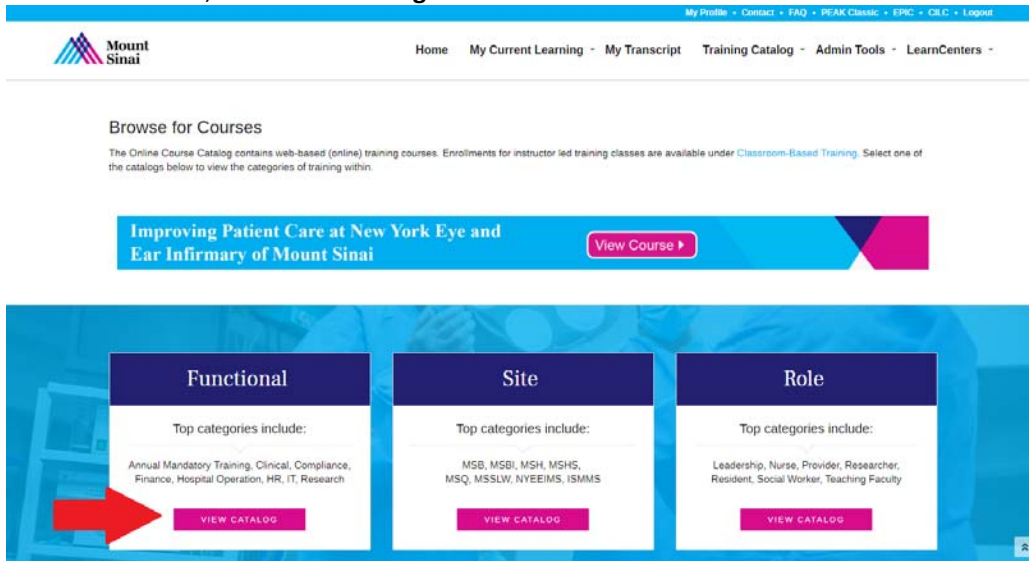 My Profile • Contact • FAQ • PEAK Classic • EPIC • CILC • Logout
Mount
Sinai
Home My Current Learning - My Transcript Training Catalog - Admin Tools - LearnCenters -
Browse for Courses
The Online Course Catalog contains web-based (online) training courses. Enrollments for instructor led training classes are available under Classroom-Based Training. Select one of
the catalogs below to view the categories of training within.
Improving Patient Care at New York Eye and
Ear Infirmary of Mount Sinai
View Course
Functional
Top categories include:
Annual Mandatory Training, Clinical, Compliance,
Finance, Hospital Operation, HR, IT, Research
VIEW CATALOG
Site
Top categories include:
MSB, MSBI, MSH, MSHS,
MSQ, MSSLW, NYEEIMS, ISMMS
VIEW CATALOG
Role
Top categories include:
Leadership, Nurse, Provider, Researcher,
Resident, Social Worker, Teaching Faculty
VIEW CATALOG